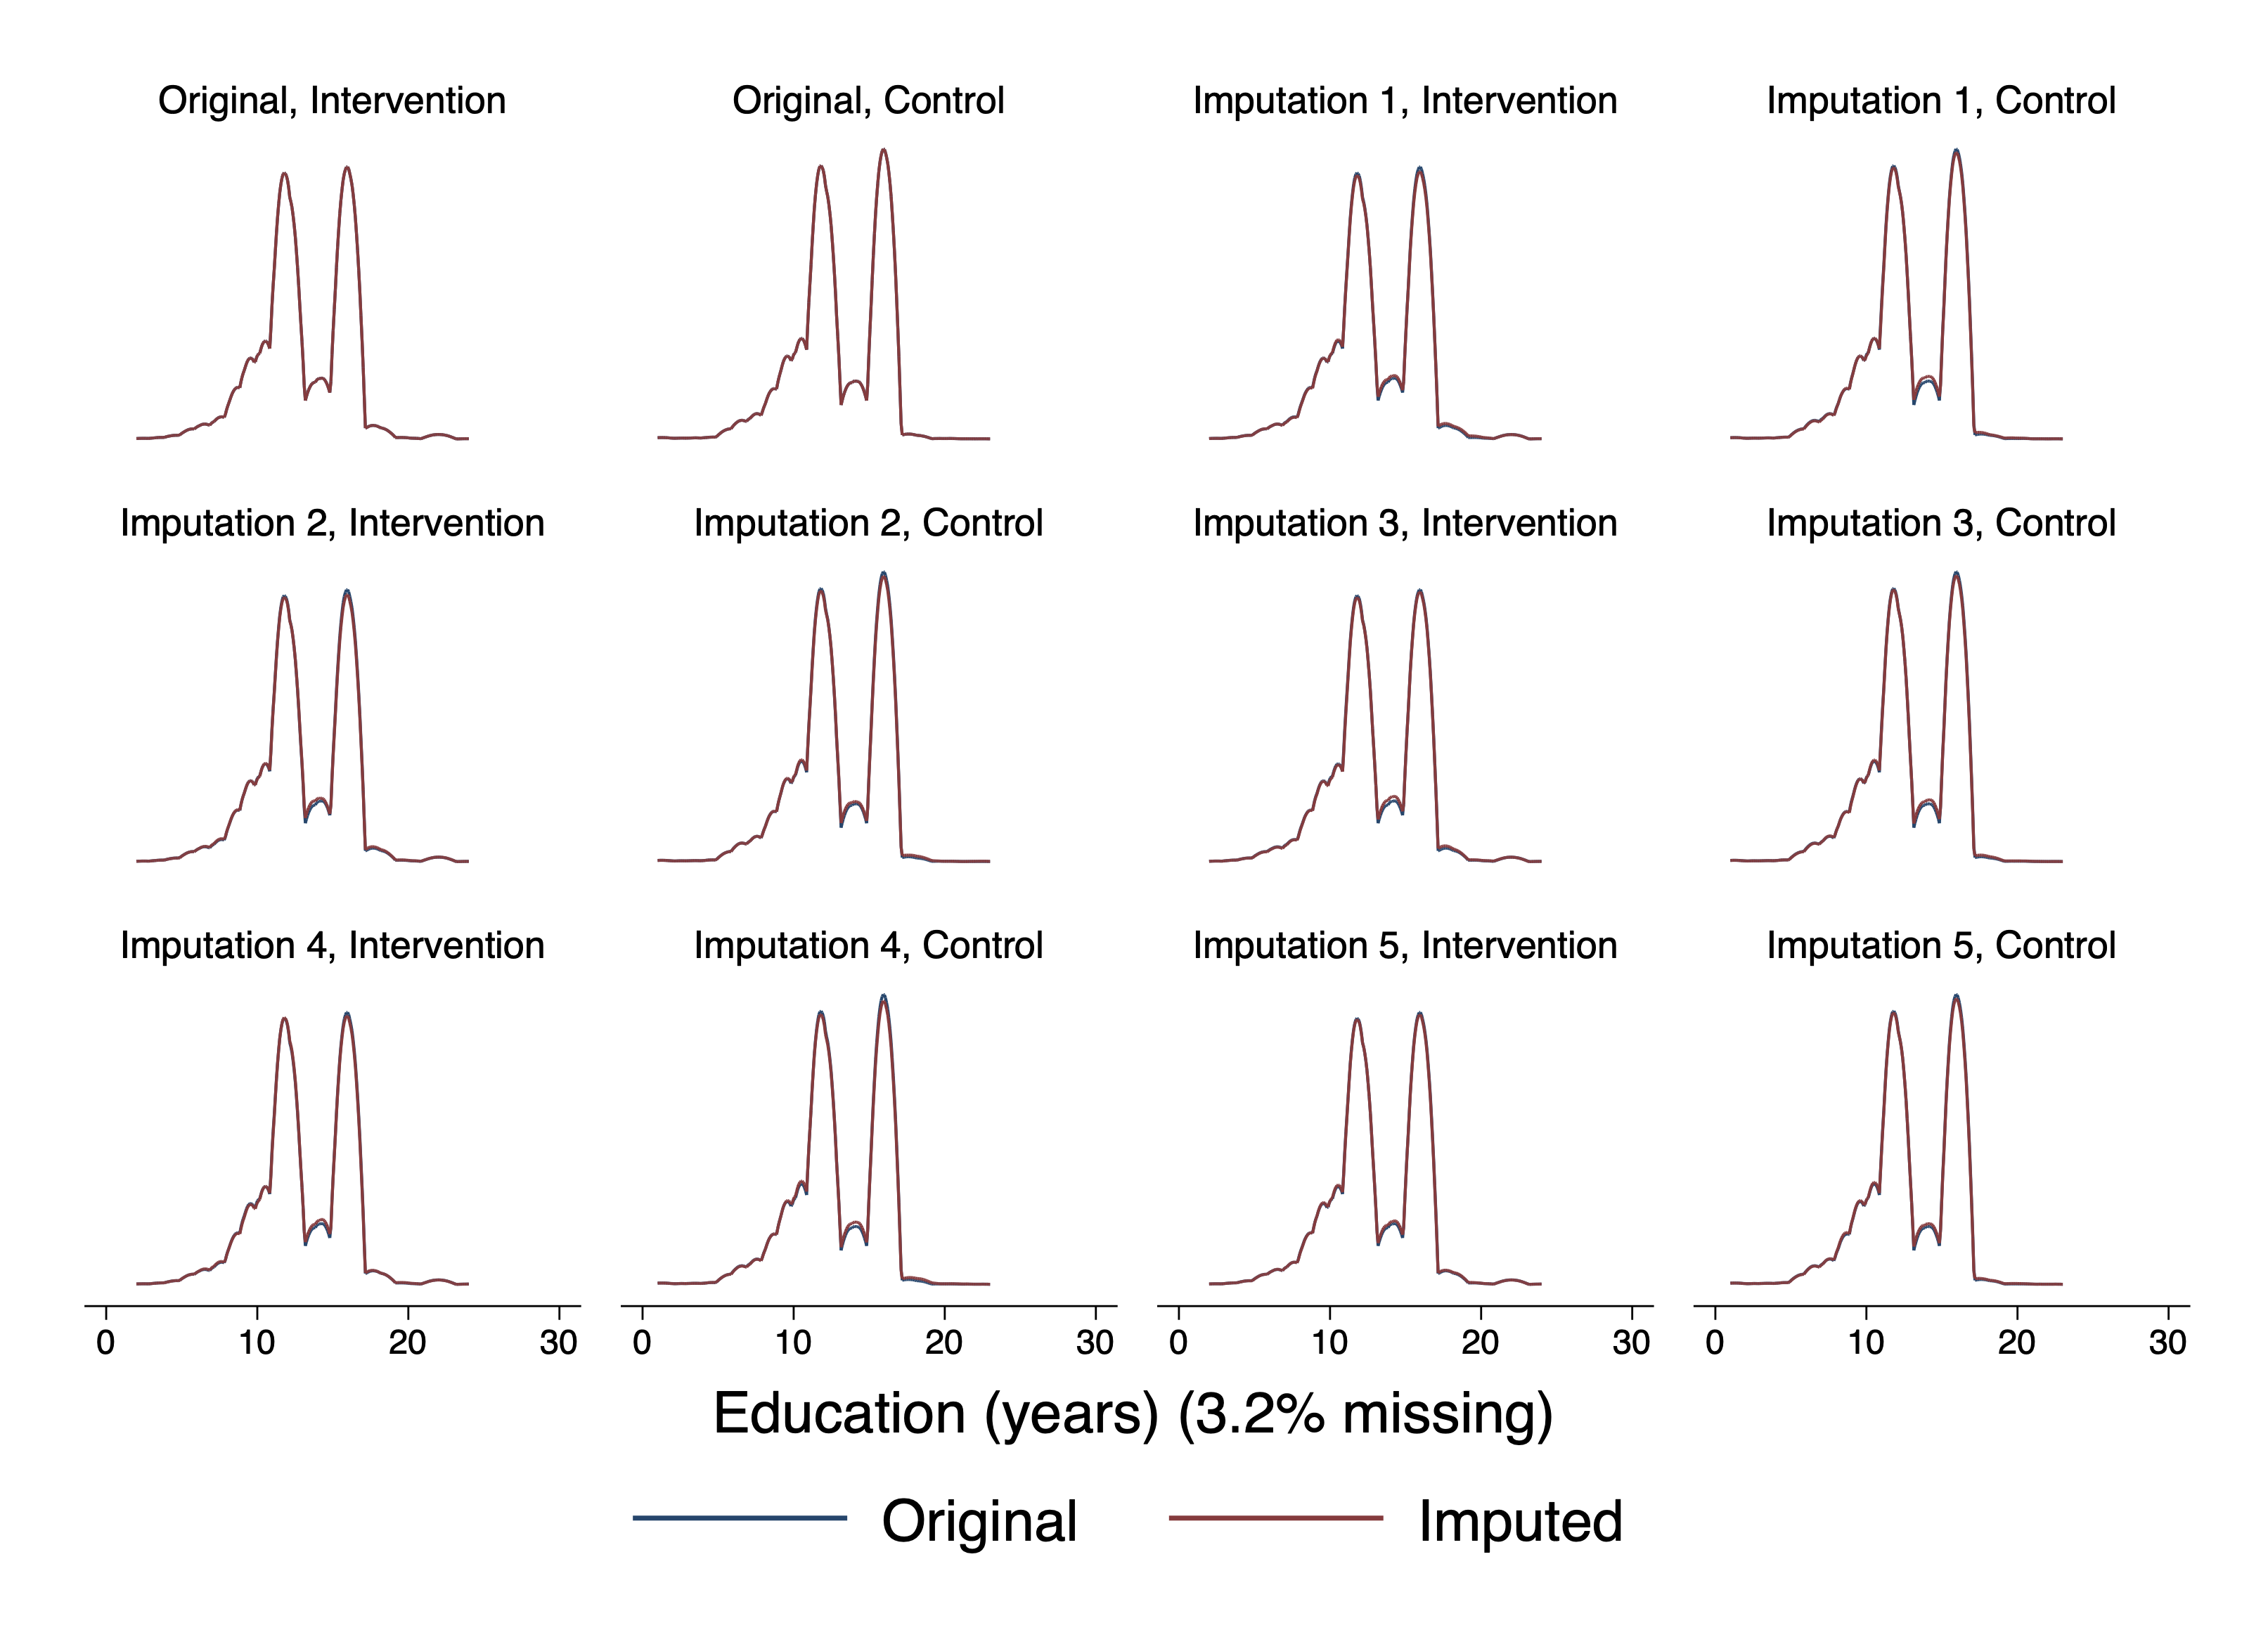 Original, Intervention
Original, Control
Imputation 1, Intervention
Imputation 1, Control
Imputation 2, Intervention
Imputation 2, Control
Imputation 3, Intervention
Imputation 3, Control
Imputation 4, Intervention
Imputation 4, Control
Imputation 5, Intervention
Imputation 5, Control
0 10 20 30
0 10 20 30
0 10 20 30
0 10 20 30
Education (years) (3.2% missing)
Original
Imputed